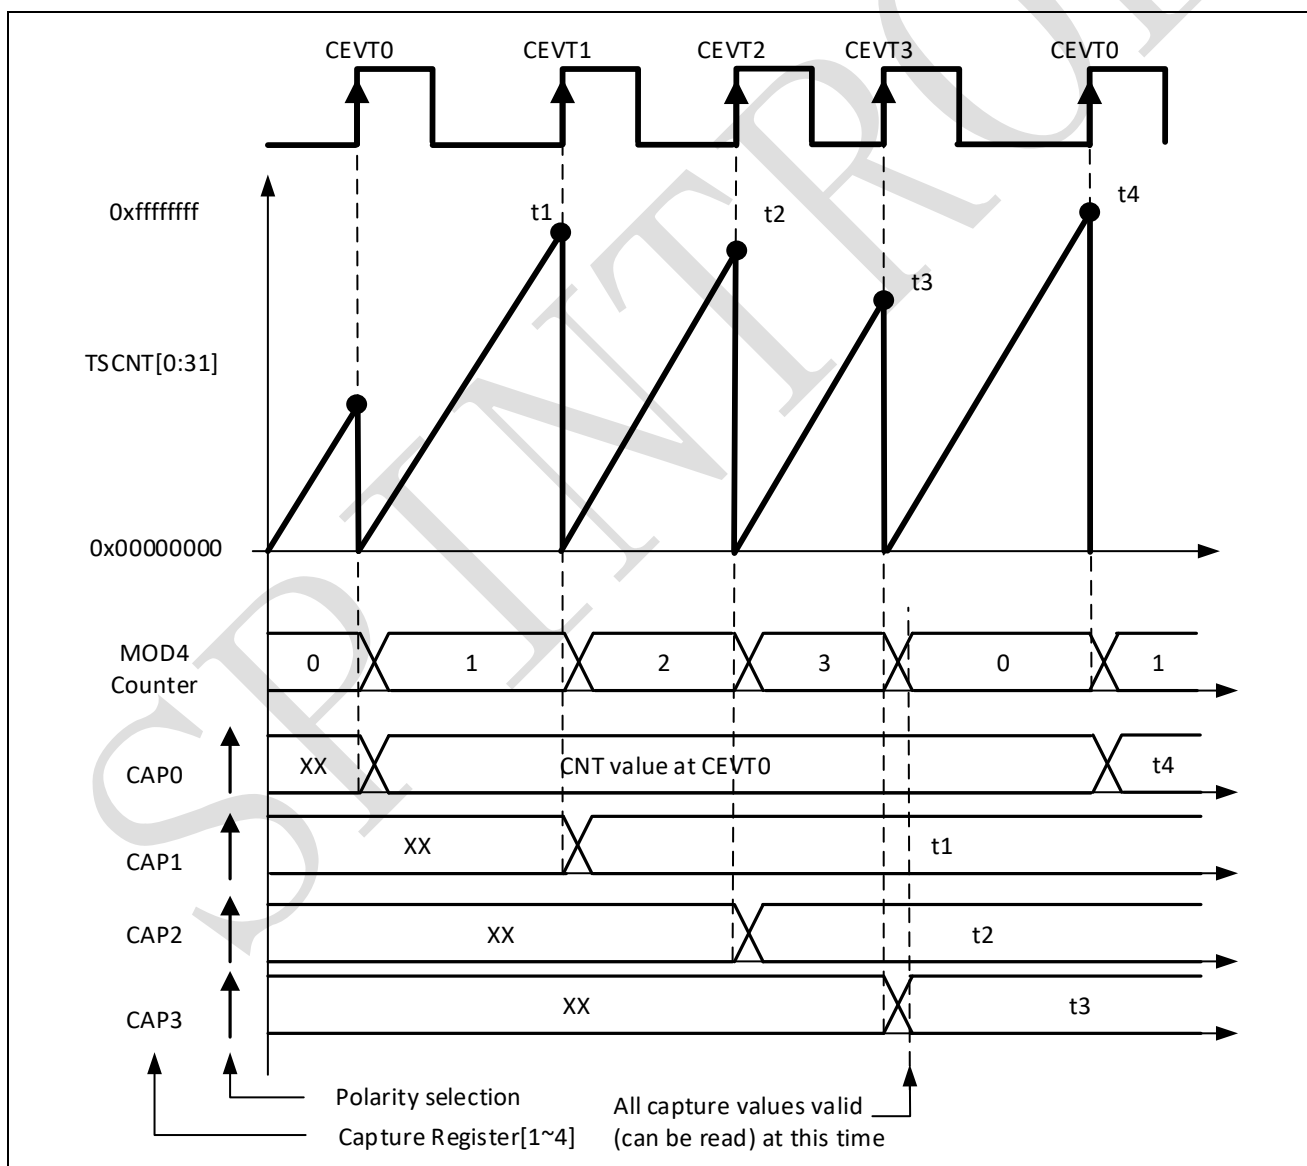 CEVT0 CEVT1 CEVT2 CEVT3 CEVT0
0xffffffff
t1
t2
t3
t4
TSCNT[0:31]
0x00000000
MOD4
Counter
0 1 2 3 0 1
CAP0
XX CNT value at CEVT0 t4
CAP1
XX t1
CAP2
XX t2
CAP3
XX t3
Polarity selection
Capture Register[1~4]
All capture values valid
(can be read) at this time